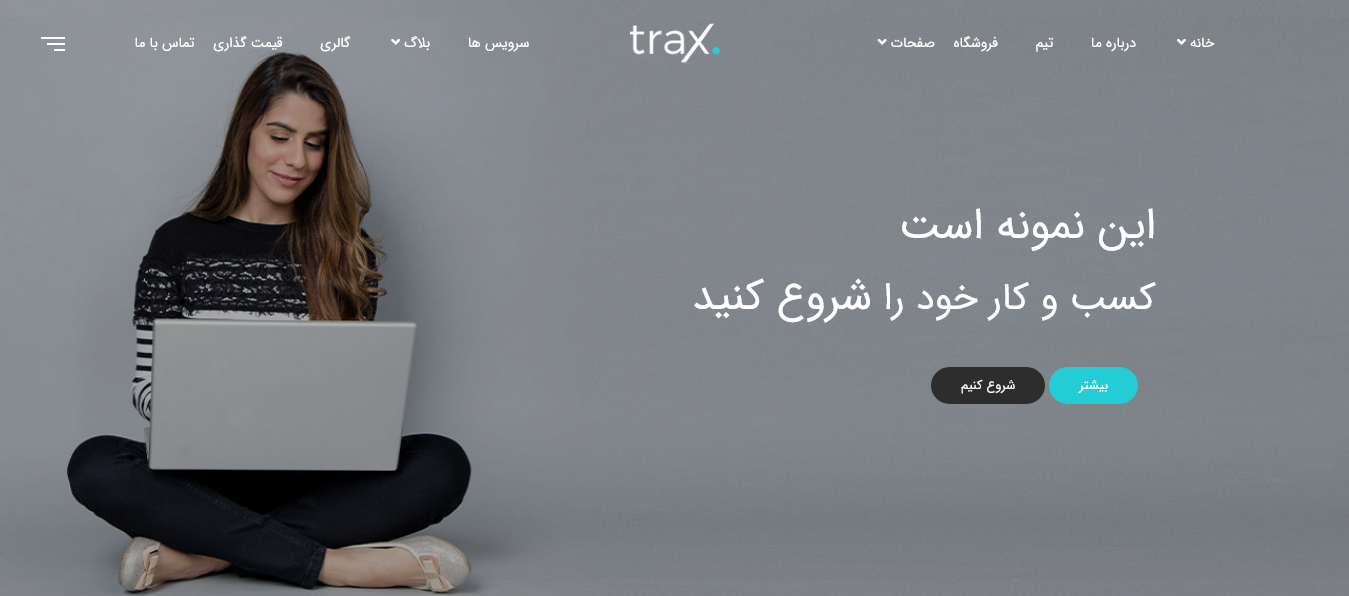 خانه درباره ما تیم فروشگاه صفحات trax. سرویس ها بلاگ گالری قیمت گذاری تماس با ما
این نمونه است
کسب و کار خود را شروع کنید
بیشتر شروع کنیم